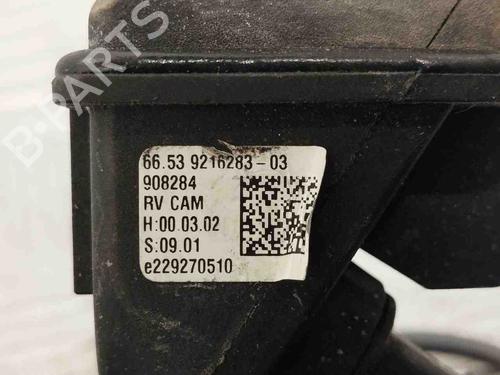 B-PARTS
66.53 9216283-03
908284
RV CAM
H:00.03.02
S:09.01
e229270510